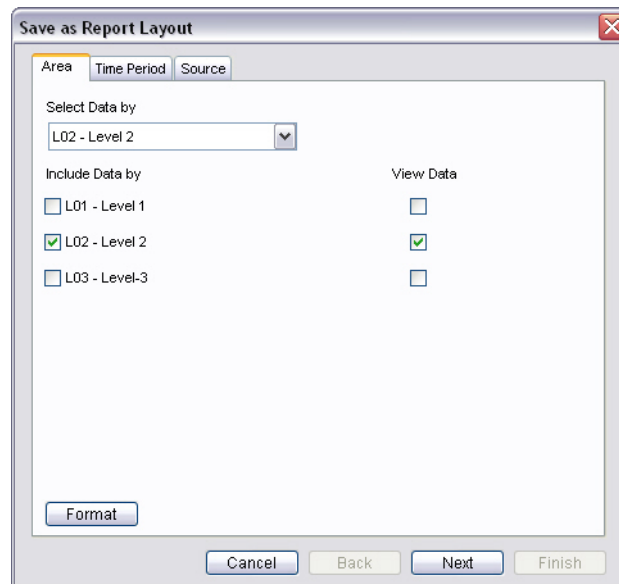 Save as Report Layout
Area Time Period Source
Select Data by
L02 - Level 2
Include Data by View Data
L01 - Level 1
L02 - Level 2
L03 - Level-3
Format
Cancel Back Next Finish